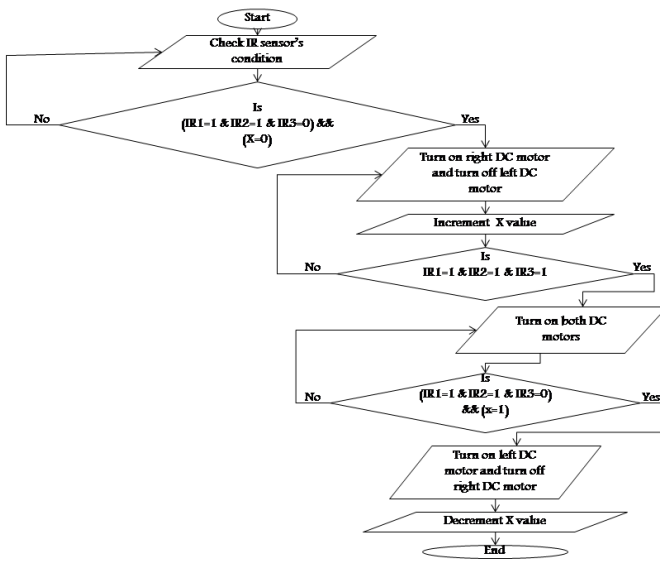 Start
Check IR sensor's
condition
Is
(IR1=1 & IR2=1 & IR3=0) &&
(X=0)
No
Yes
Turn on right DC motor
and turn off left DC
motor
Increment X value
Is
IR1=1 & IR2=1 & IR3=1
No
Yes
Turn on both DC
motors
Is
(IR1=1 & IR2=1 & IR3=0)
&& (x=1)
No
Yes
Turn on left DC
motor and turn off
right DC motor
Decrement X value
End